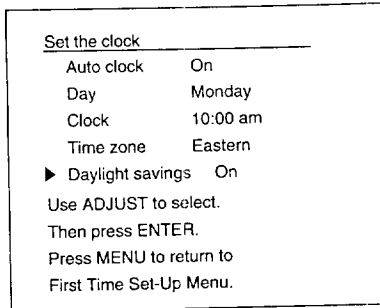 Set the clock
Auto clock On
Day Monday
Clock 10:00 am
Time zone Eastern
▶ Daylight savings On
Use ADJUST to select.
Then press ENTER.
Press MENU to return to
First Time Set-Up Menu.